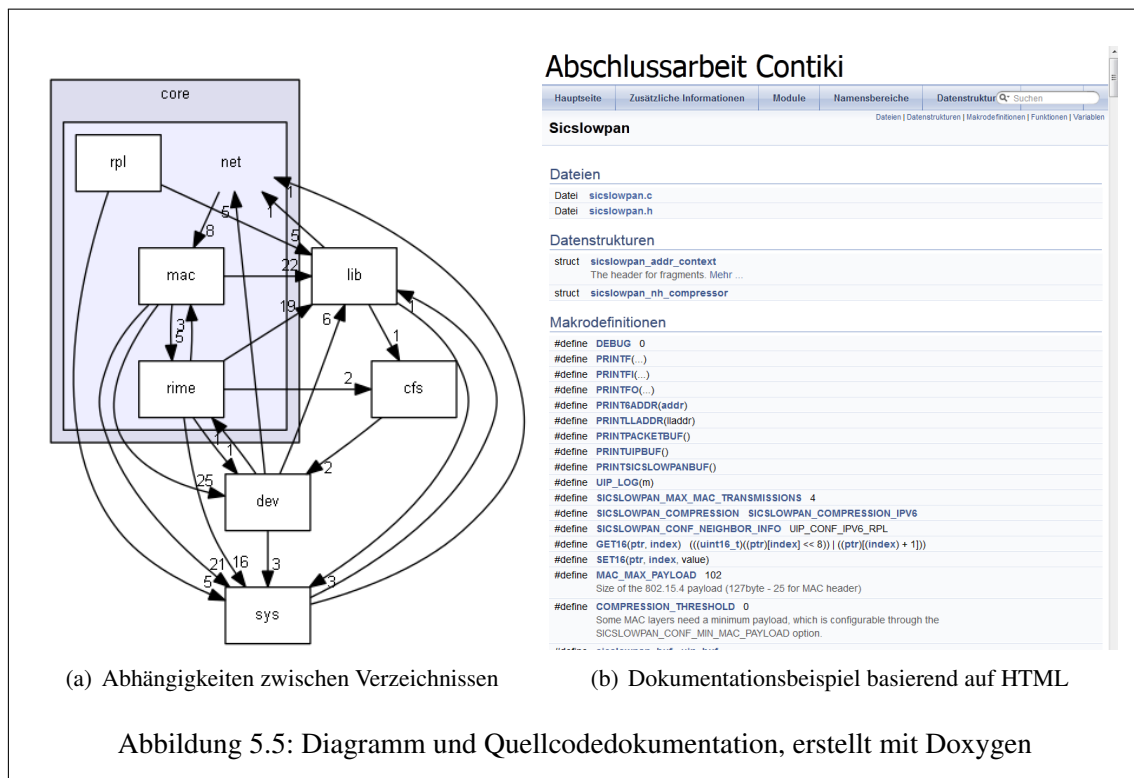 core
rpl
net
1
5
1
8
5
mac
22
lib
19
1
3
5
6
1
rime
2
cfs
1
1
2
25
dev
21
16
3
3
5
sys
(a) Abhängigkeiten zwischen Verzeichnissen
Abschlussarbeit Contiki
Hauptseite Zusätzliche Informationen Module Namensbereiche Datenstruktur Suchen
Dateien | Datenstrukturen | Makrodefinitionen | Funktionen | Variablen
Sicslowpan
Dateien
Datei sicslowpan.c
Datei sicslowpan.h
Datenstrukturen
struct sicslowpan_addr_context
The header for fragments. Mehr ...
struct sicslowpan_nh_compressor
Makrodefinitionen
#define DEBUG 0
#define PRINTF(...)
#define PRINTFI(...)
#define PRINTFO(...)
#define PRINT6ADDR(addr)
#define PRINTLLADDR(lladdr)
#define PRINTPACKETBUF()
#define PRINTUIPBUF()
#define PRINTSICSLOWPANBUF()
#define UIP_LOG(m)
#define SICSLOWPAN_MAX_MAC_TRANSMISSIONS 4
#define SICSLOWPAN_COMPRESSION SICSLOWPAN_COMPRESSION_IPV6
#define SICSLOWPAN_CONF_NEIGHBOR_INFO UIP_CONF_IPV6_RPL
#define GET16(ptr, index) (((uint16_t)((ptr)[index] << 8)) | ((ptr)[(index) + 1]))
#define SET16(ptr, index, value)
#define MAC_MAX_PAYLOAD 102
Size of the 802.15.4 payload (127byte - 25 for MAC header)
#define COMPRESSION_THRESHOLD 0
Some MAC layers need a minimum payload, which is configurable through the
SICSLOWPAN_CONF_MIN_MAC_PAYLOAD option.
(b) Dokumentationsbeispiel basierend auf HTML
Abbildung 5.5: Diagramm und Quellcodedokumentation, erstellt mit Doxygen